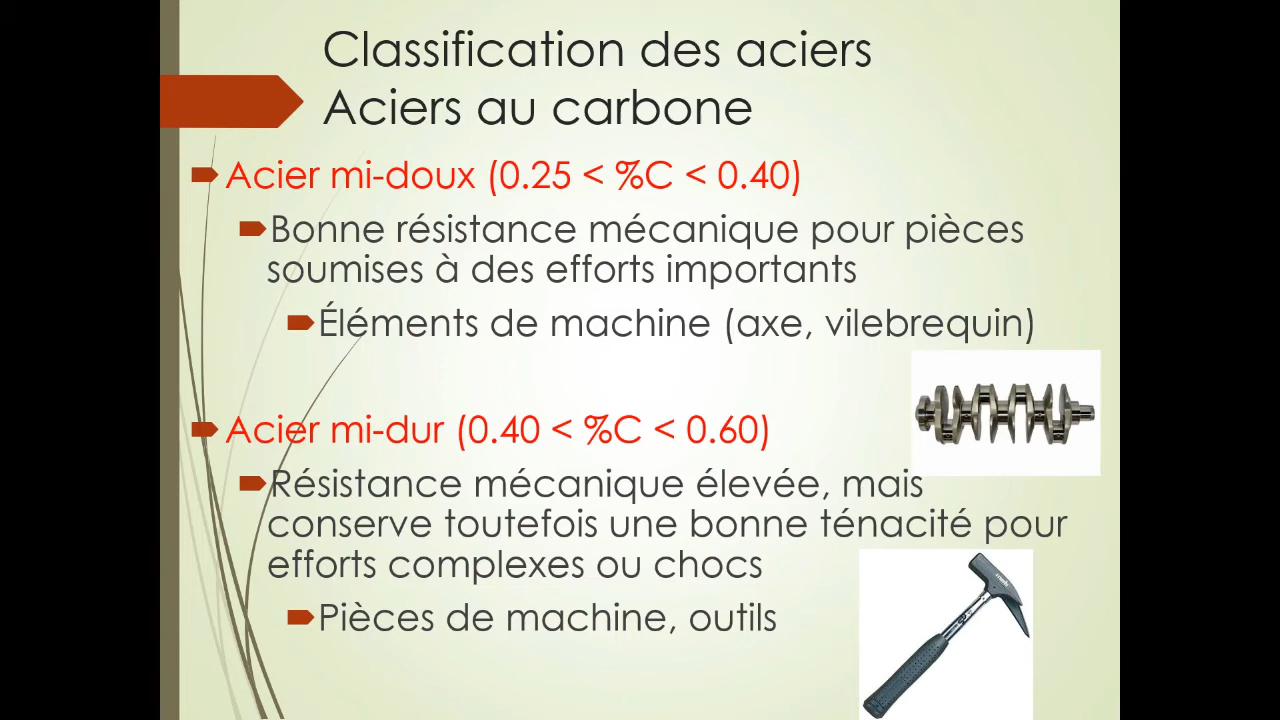 Classification des aciers
Aciers au carbone
Acier mi-doux (0.25 < %C < 0.40)
Bonne résistance mécanique pour pièces
soumises à des efforts importants
Éléments de machine (axe, vilebrequin)
Acier mi-dur (0.40 < %C < 0.60)
Résistance mécanique élevée, mais
conserve toutefois une bonne ténacité pour
efforts complexes ou chocs
Pièces de machine, outils